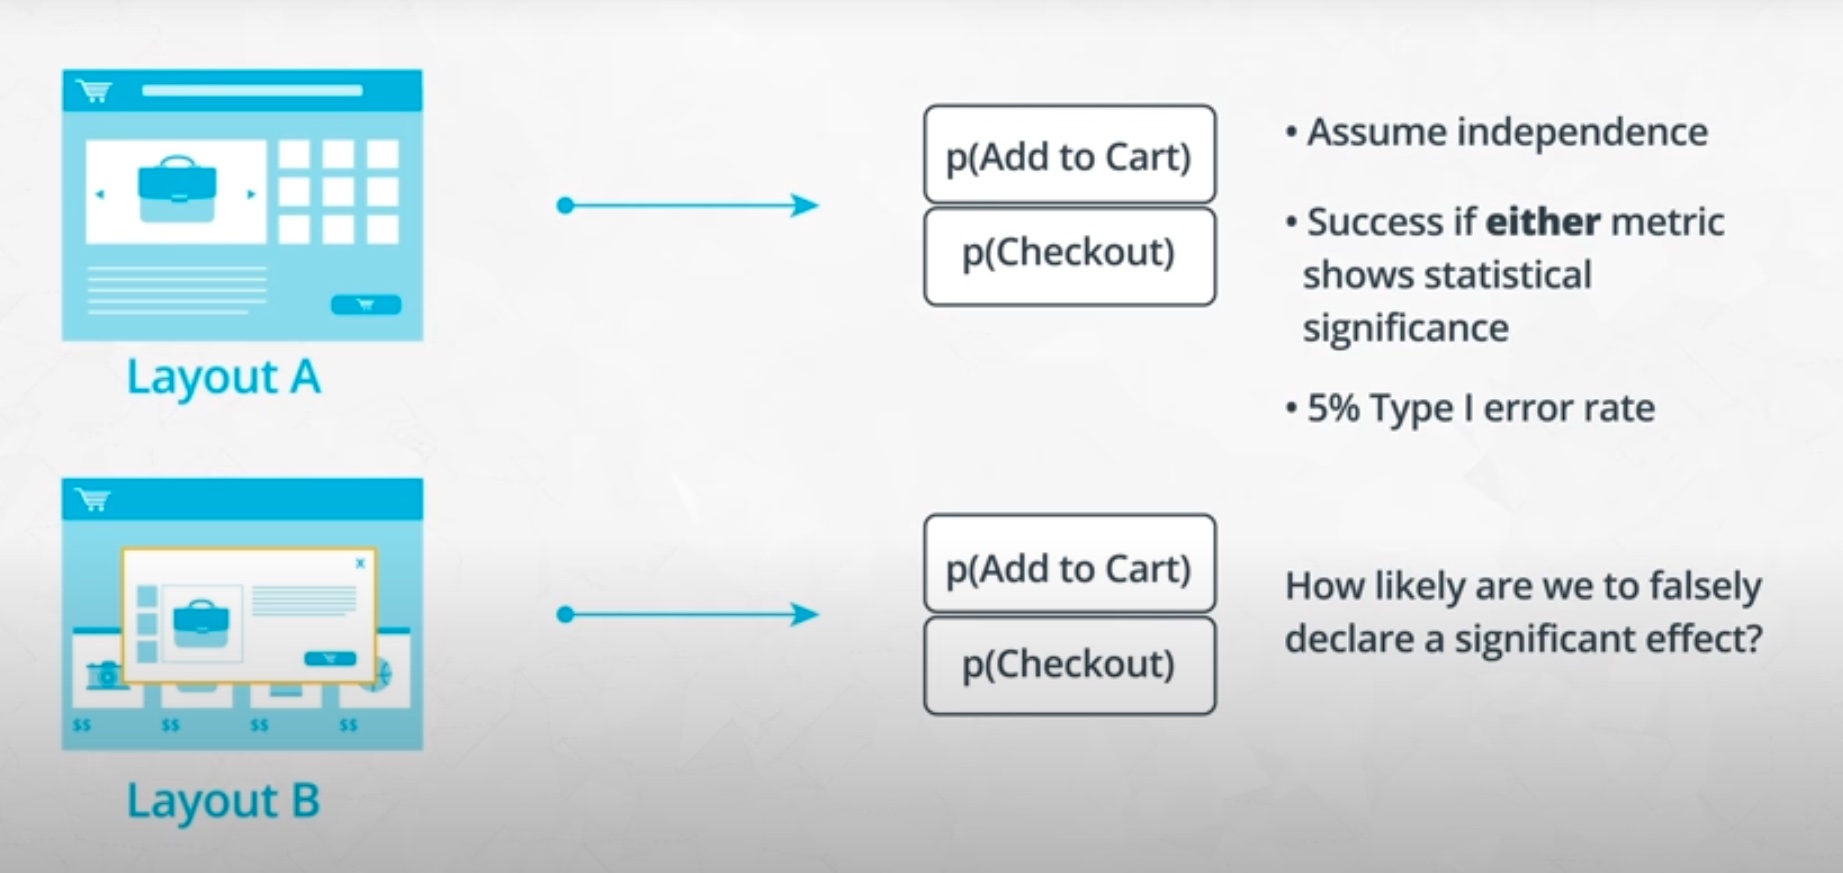 p(Add to Cart)
p(Checkout)
Layout A
• Assume independence
• Success if either metric
shows statistical
significance
• 5% Type I error rate
x
$$ $$ $$ $$
Layout B
p(Add to Cart)
p(Checkout)
How likely are we to falsely
declare a significant effect?